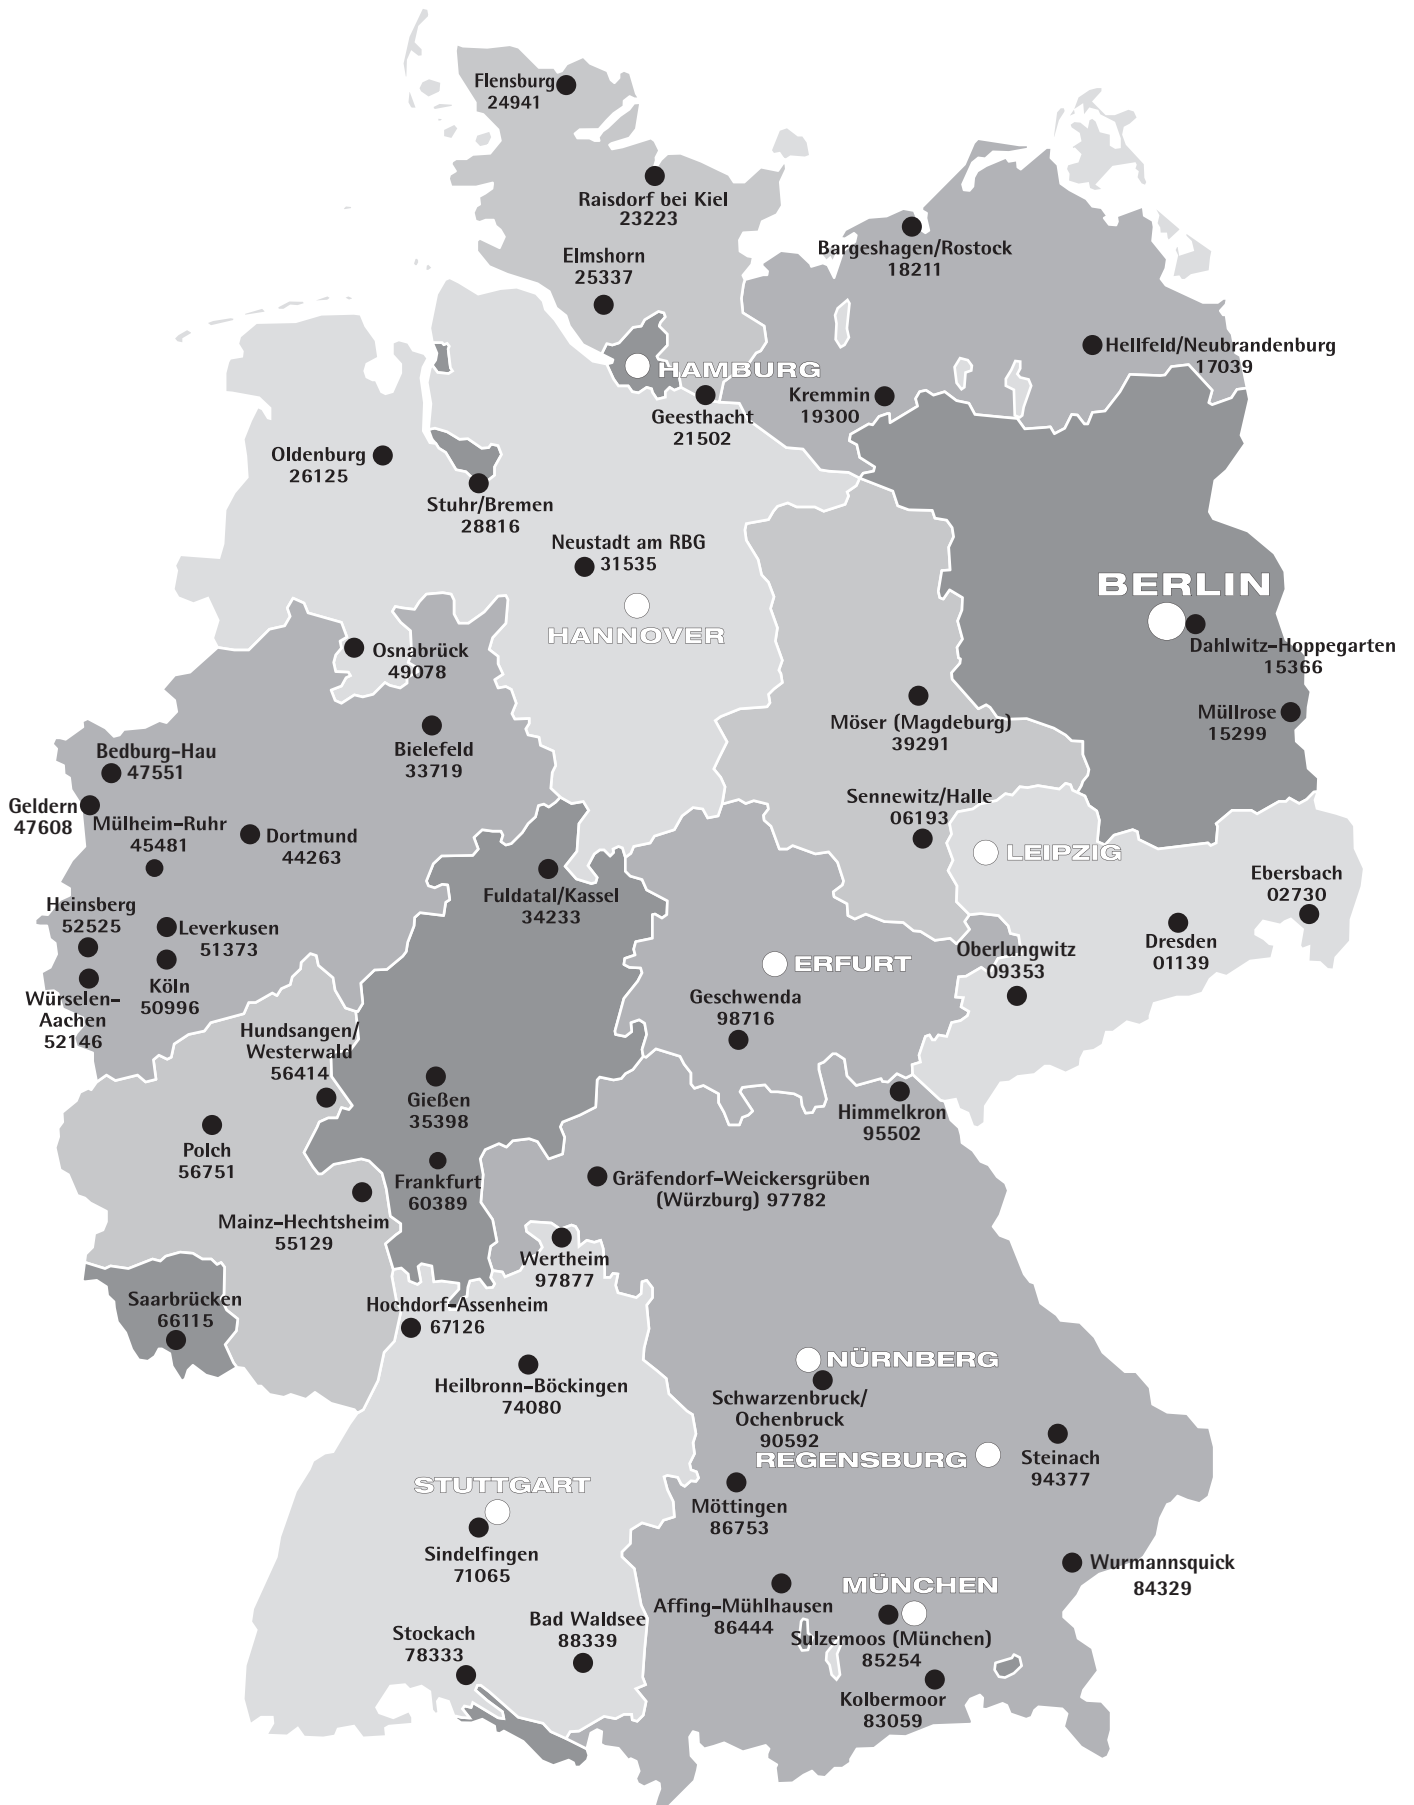 Flensburg
24941
Raisdorf bei Kiel
23223
Bargeshagen/Rostock
18211
Elmshorn
25337
Hellfeld/Neubrandenburg
17039
HAMBURG
Kremmin
19300
Geesthacht
21502
Oldenburg
26125
Stuhr/Bremen
28816
Neustadt am RBG
31535
BERLIN
HANNOVER
Dahlwitz-Hoppegarten
15366
Osnabrück
49078
Möser (Magdeburg)
39291
Müllrose
15299
Bielefeld
33719
Bedburg-Hau
47551
Geldern
47608
Mülheim-Ruhr
45481
Dortmund
44263
Sennewitz/Halle
06193
LEIPZIG
Fuldatal/Kassel
34233
Ebersbach
02730
Heinsberg
52525
Leverkusen
51373
Dresden
01139
Oberlungwitz
09353
ERFURT
Köln
50996
Würselen-
Aachen
52146
Geschwenda
98716
Hundsangen/
Westerwald
56414
Gießen
35398
Himmelkron
95502
Polch
56751
Frankfurt
60389
Gräfendorf-Weickersgrüben
(Würzburg) 97782
Mainz-Hechtsheim
55129
Wertheim
97877
Saarbrücken
66115
Hochdorf-Assenheim
67126
NÜRNBERG
Heilbronn-Böckingen
74080
Schwarzenbruck/
Ochenbruck
90592
REGENSBURG
Steinach
94377
STUTTGART
Möttingen
86753
Sindelfingen
71065
Wurmannsquick
84329
MÜNCHEN
Affing-Mühlhausen
86444
Bad Waldsee
88339
Stockach
78333
Sulzemoos (München)
85254
Kolbermoor
83059